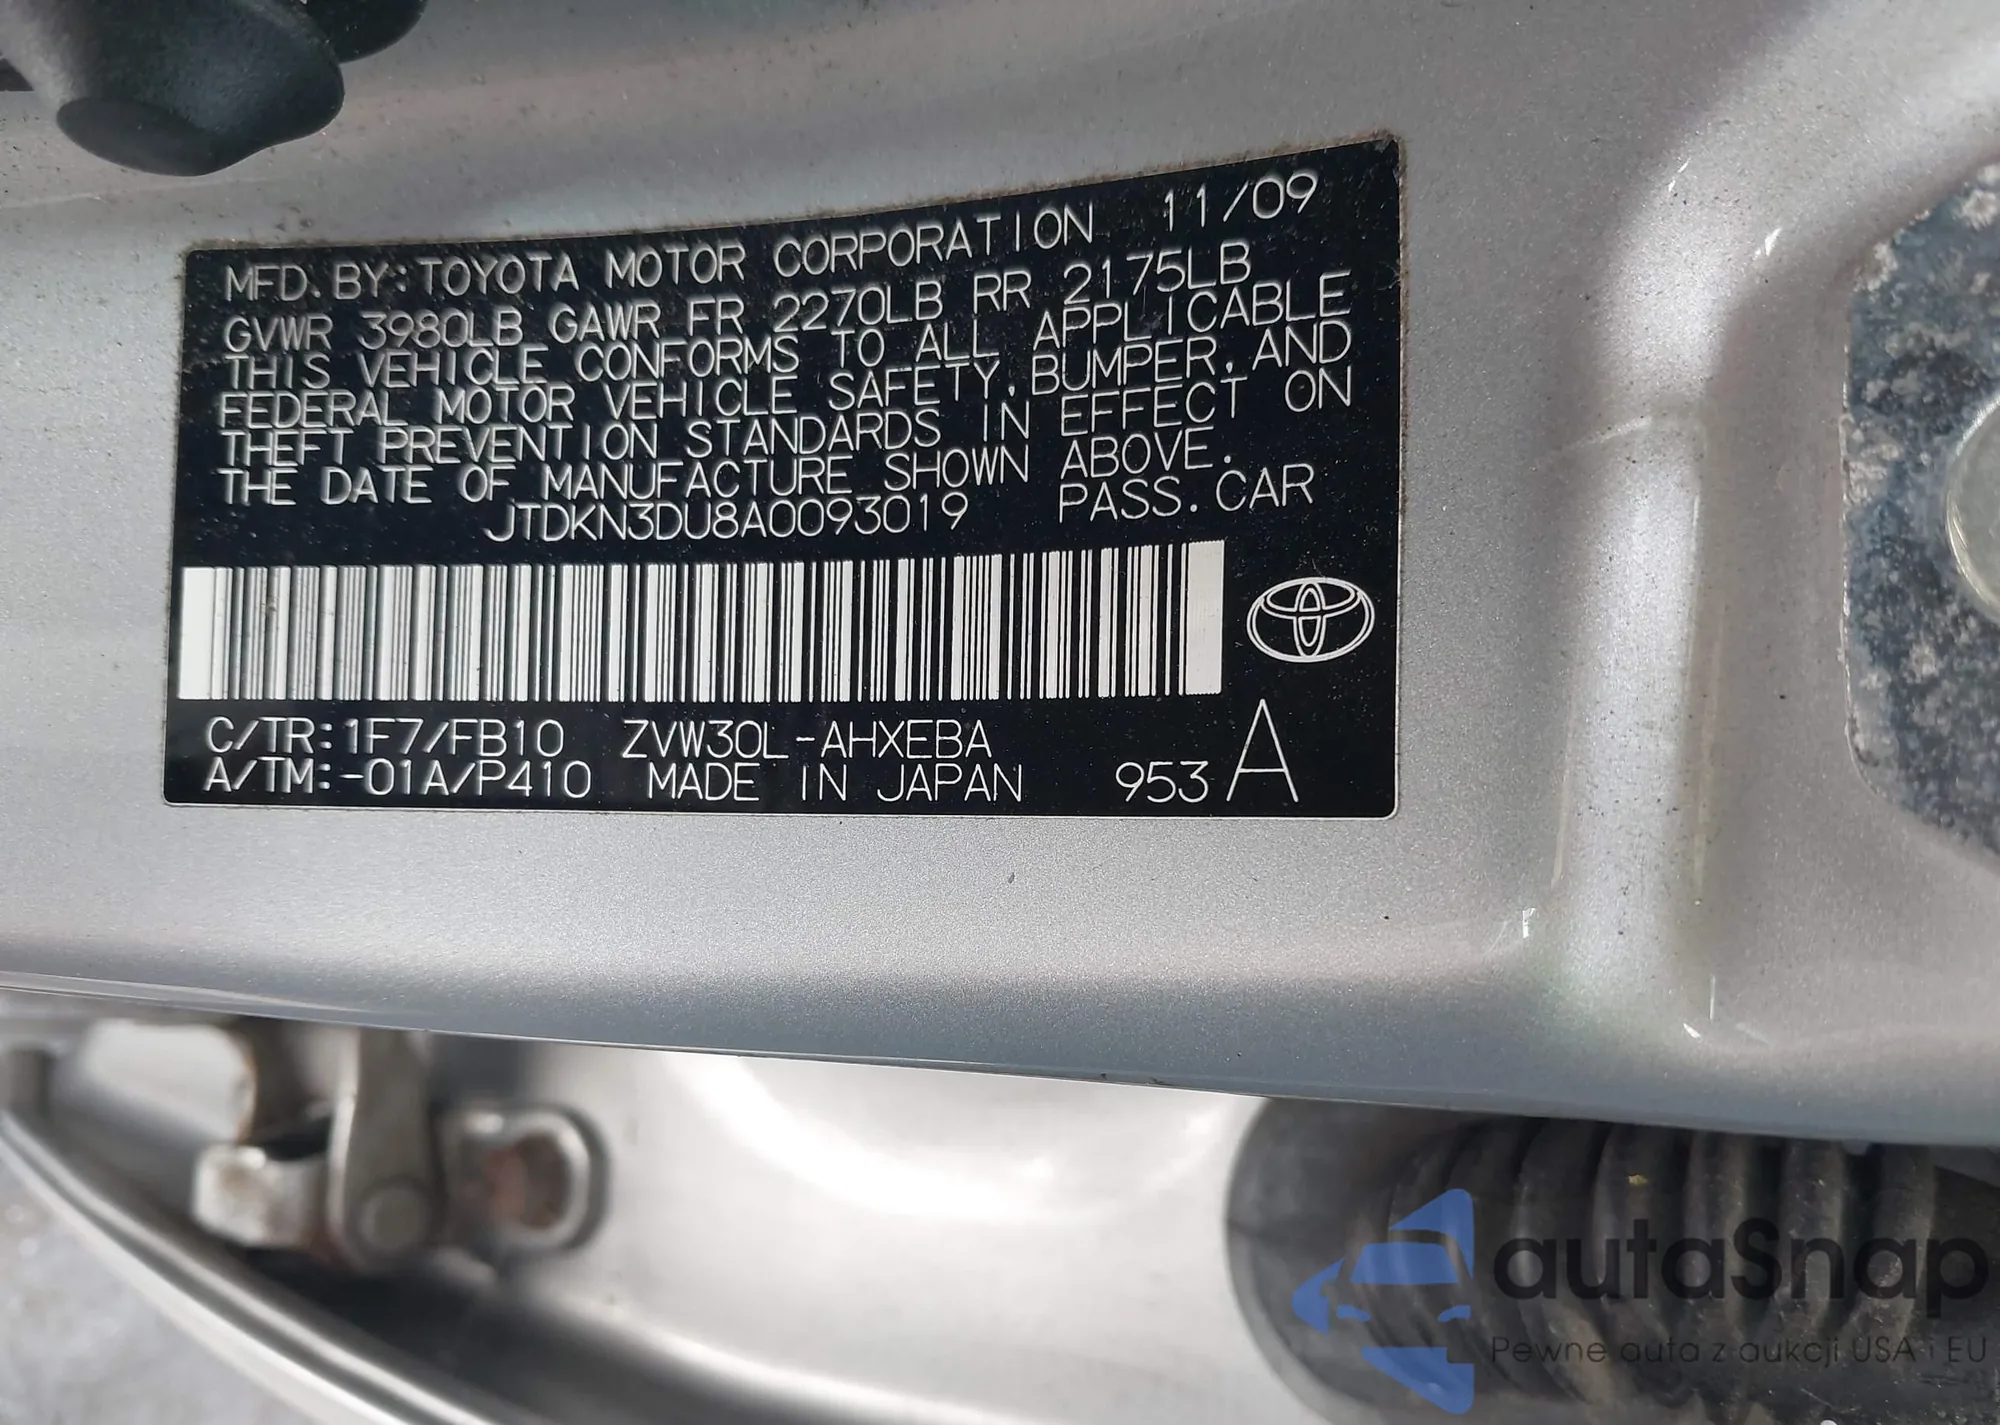 MFD. BY: TOYOTA MOTOR CORPORATION 11/09
GVWR 3980LB GAWR FR 2270LB RR 2175LB
THIS VEHICLE CONFORMS TO ALL APPLICABLE
FEDERAL MOTOR VEHICLE SAFETY, BUMPER, AND
THEFT PREVENTION STANDARDS IN EFFECT ON
THE DATE OF MANUFACTURE SHOWN ABOVE.
JTDKN3DU8A0093019 PASS. CAR
C/TR: 1F7/FB10 ZVW30L-AHXEBA
A/TM: -01A/P410 MADE IN JAPAN 953 A
autaSnap
Pewne auta z aukcji USA i EU